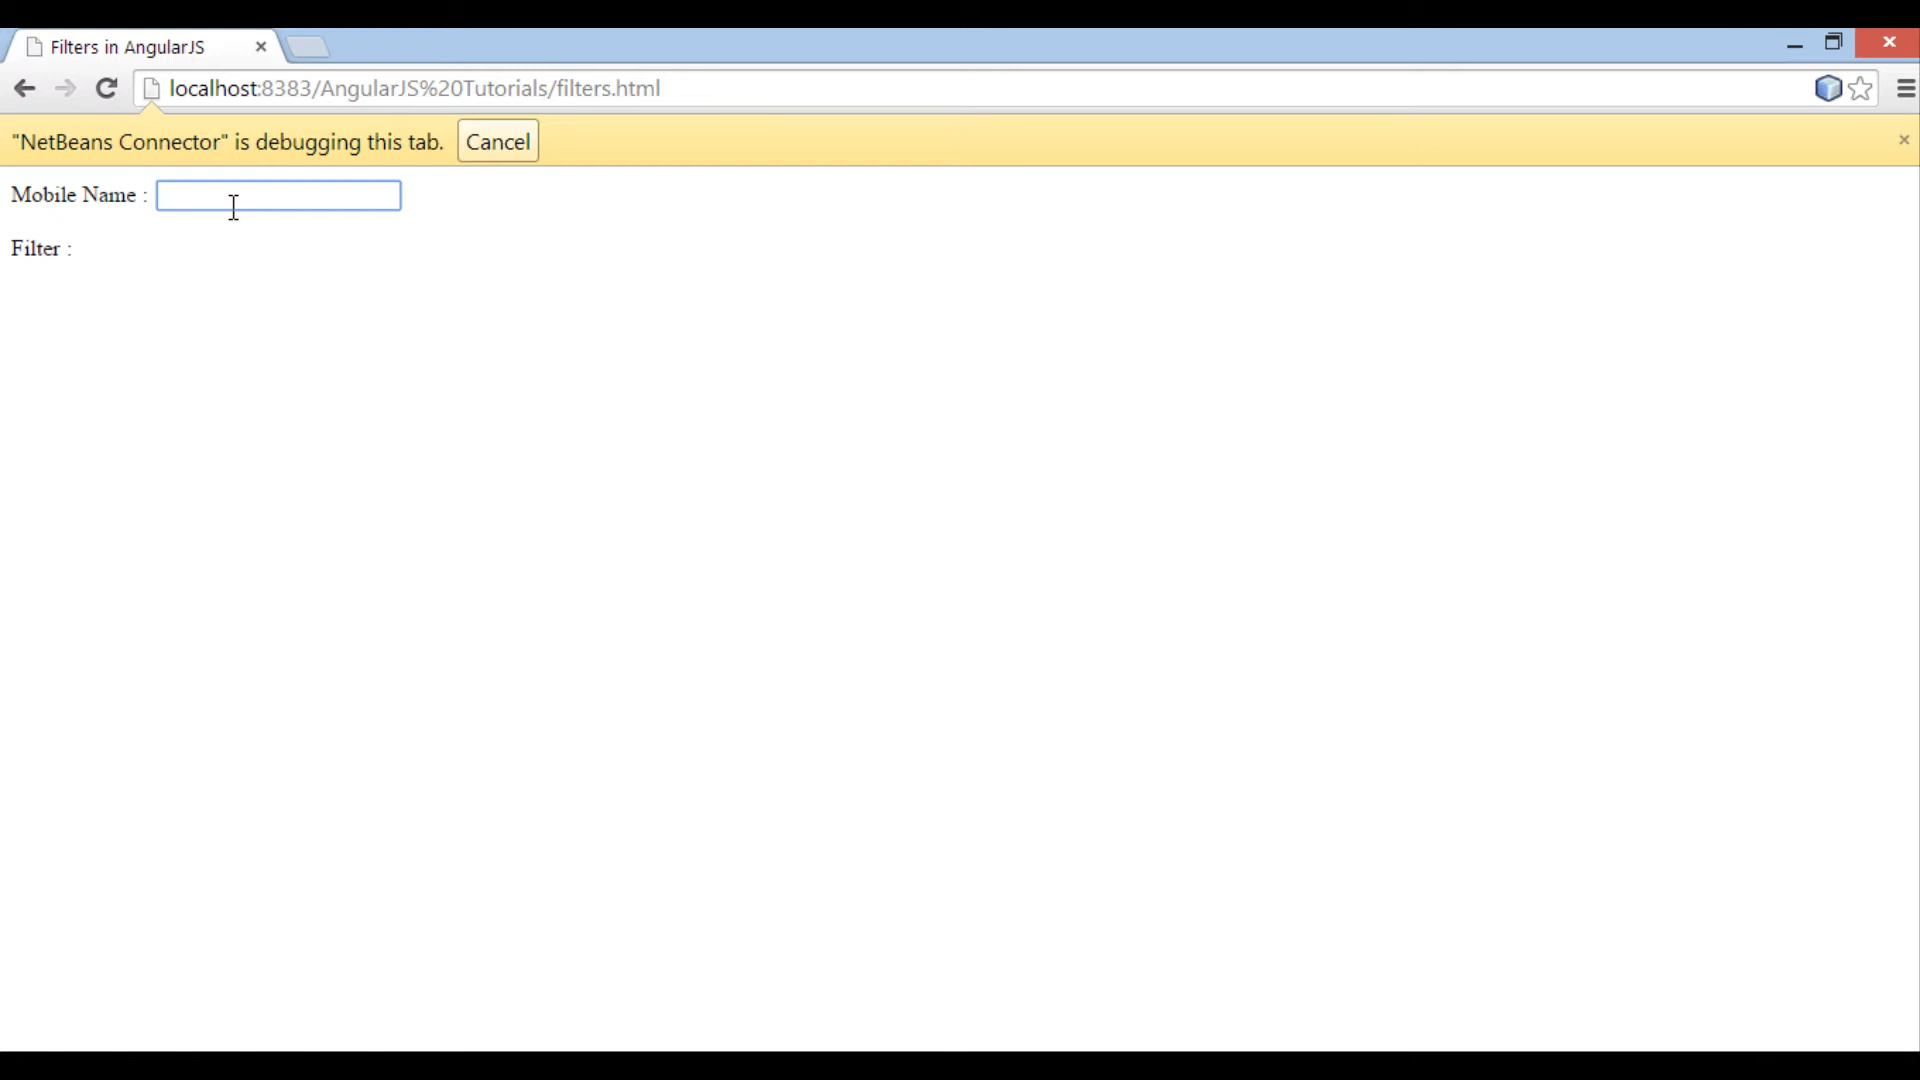 Filters in AngularJS
localhost:8383/AngularJS%20Tutorials/filters.html
"NetBeans Connector" is debugging this tab. Cancel
Mobile Name :
Filter :